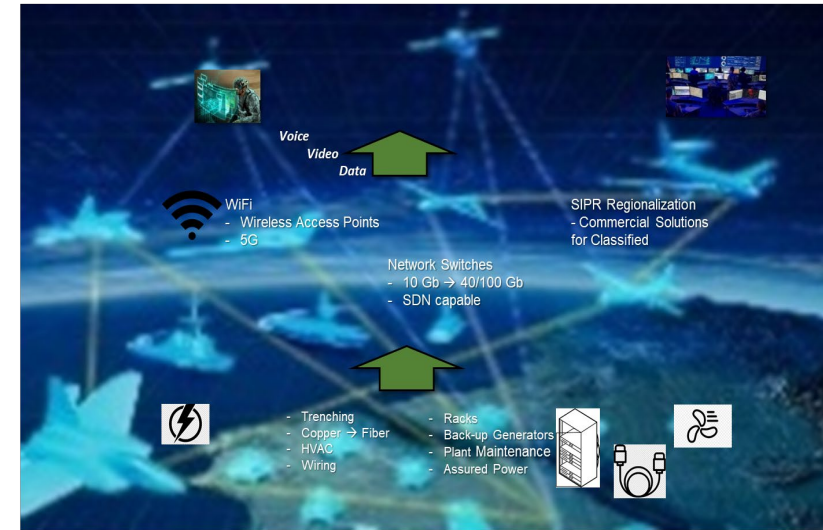 Voice
Video
Data
WiFi
- Wireless Access Points
- 5G
SIPR Regionalization
- Commercial Solutions
for Classified
Network Switches
- 10 Gb → 40/100 Gb
- SDN capable
- Trenching
- Copper → Fiber
- HVAC
- Wiring
- Racks
- Back-up Generators
- Plant Maintenance
- Assured Power